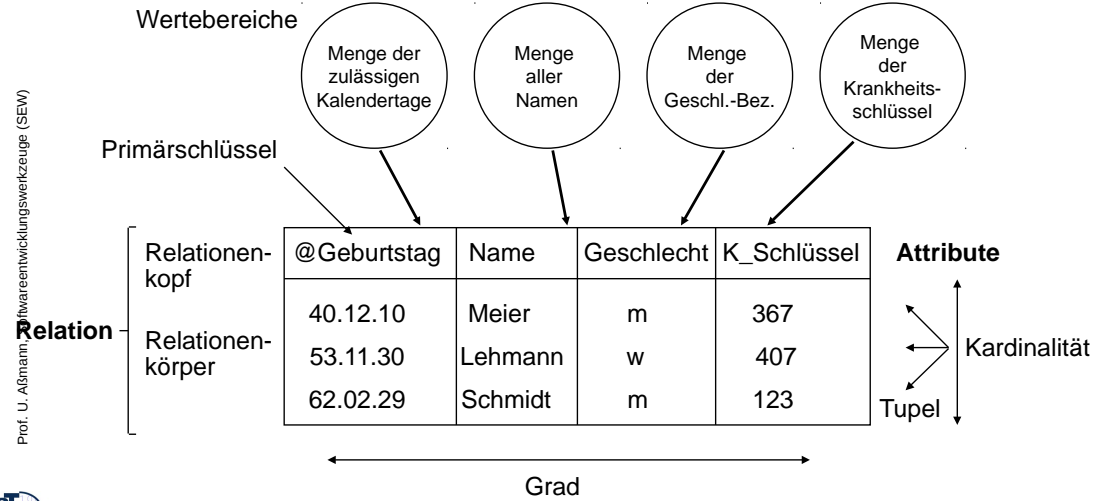 Wertebereiche
Menge der
zulässigen
Kalendertage
Menge
aller
Namen
Menge
der
Geschl.-Bez.
Menge
der
Krankheits-
schlüssel
Primärschlüssel
Relation
Relationen-
kopf
Relationen-
körper
@Geburtstag Name Geschlecht K_Schlüssel
40.12.10 Meier m 367
53.11.30 Lehmann w 407
62.02.29 Schmidt m 123
Attribute
Kardinalität
Tupel
Grad
Prof. U. Aßmann, Softwareentwicklungswerkzeuge (SEW)